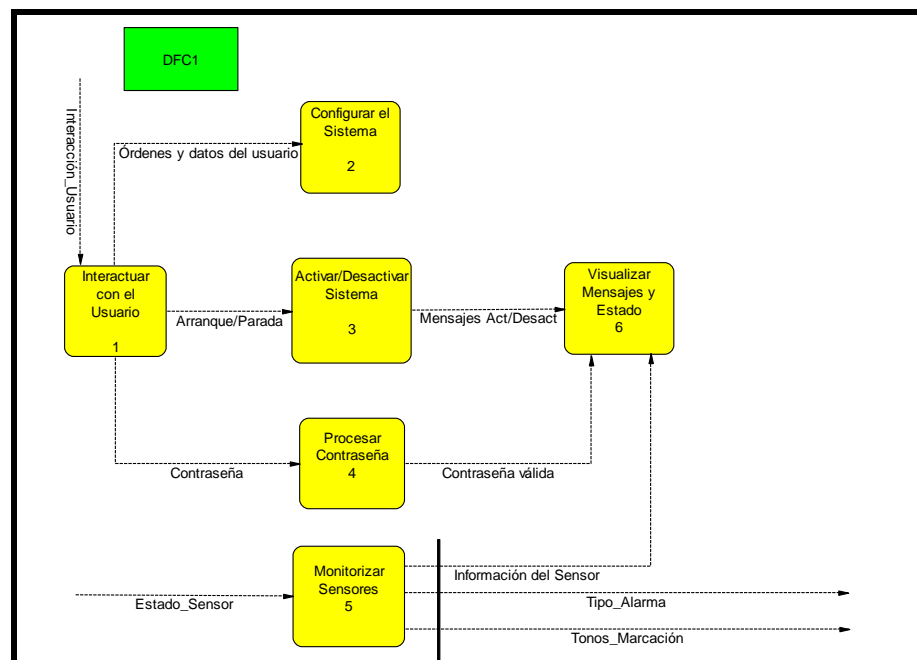 DFC1
Interacción_Usuario
Configurar el
Sistema
2
Órdenes y datos del usuario
Interactuar
con el
Usuario
1
Arranque/Parada
Activar/Desactivar
Sistema
3
Mensajes Act/Desact
Visualizar
Mensajes y
Estado
6
Contraseña
Procesar
Contraseña
4
Contraseña válida
Estado_Sensor
Monitorizar
Sensores
5
Información del Sensor
Tipo_Alarma
Tonos_Marcación